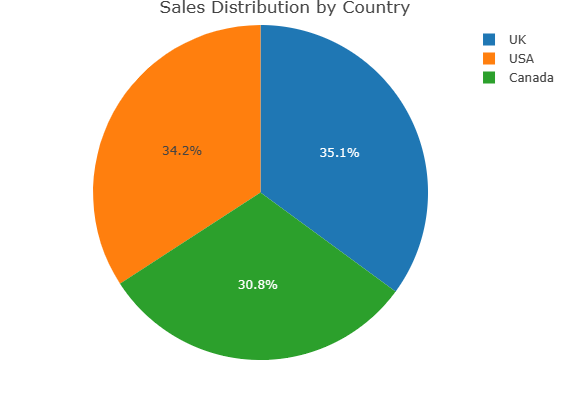 Sales Distribution by Country
UK
USA
Canada
34.2%
35.1%
30.8%